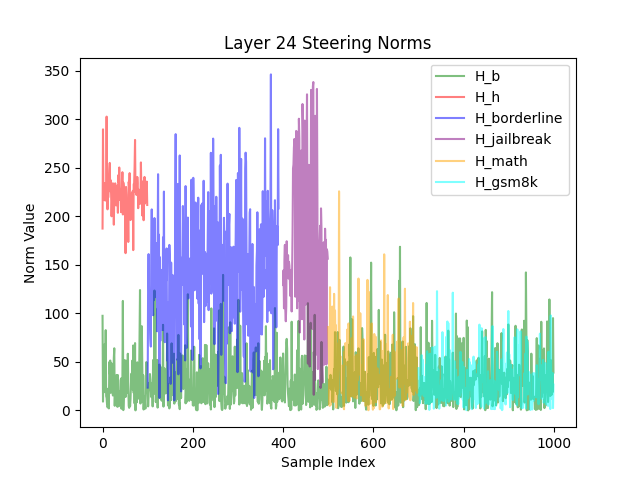 Layer 24 Steering Norms
350
300
250
200
150
100
50
0
Norm Value
H_b
H_h
H_borderline
H_jailbreak
H_math
H_gsm8k
0 200 400 600 800 1000
Sample Index